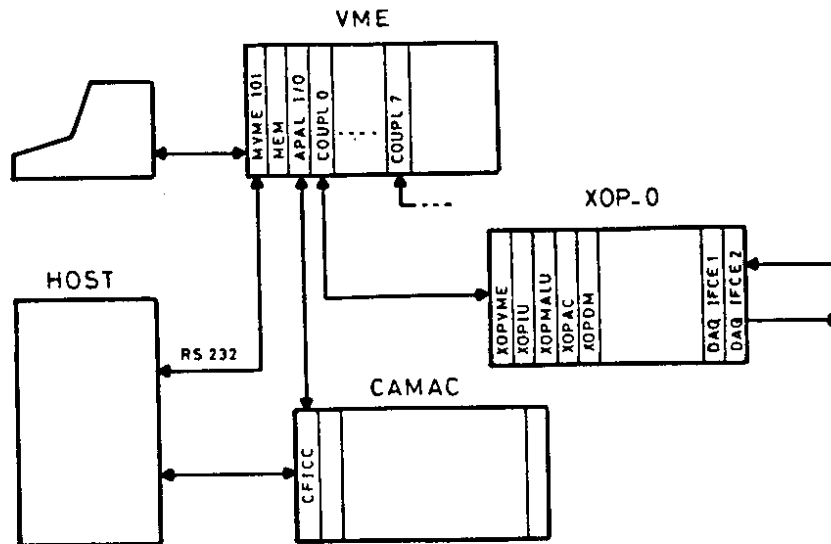 VME
MVME 101
MEM
APAL I/O
COUPL 0
.....
COUPL 7
----
XOP-0
XOPVME
XOPIU
XOPMALU
XOPAC
XOPDM
DAQ IFCE 1
DAQ IFCE 2
HOST
RS 232
CAMAC
CFICC